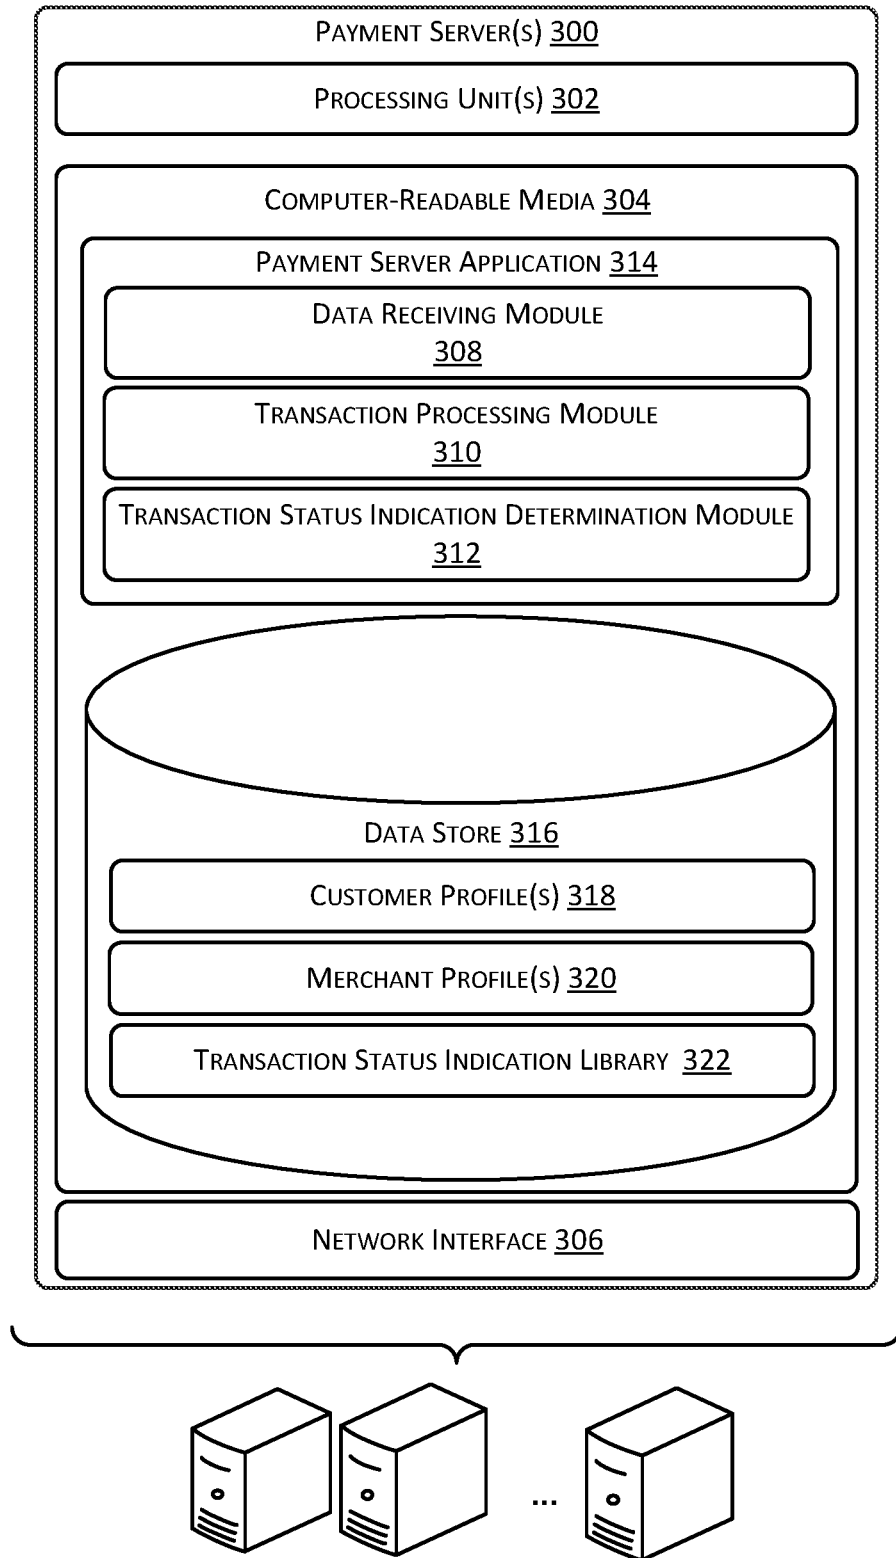 PAYMENT SERVER(S) 300
PROCESSING UNIT(S) 302
COMPUTER-READABLE MEDIA 304
PAYMENT SERVER APPLICATION 314
DATA RECEIVING MODULE
308
TRANSACTION PROCESSING MODULE
310
TRANSACTION STATUS INDICATION DETERMINATION MODULE
312
DATA STORE 316
CUSTOMER PROFILE(S) 318
MERCHANT PROFILE(S) 320
TRANSACTION STATUS INDICATION LIBRARY 322
NETWORK INTERFACE 306
...